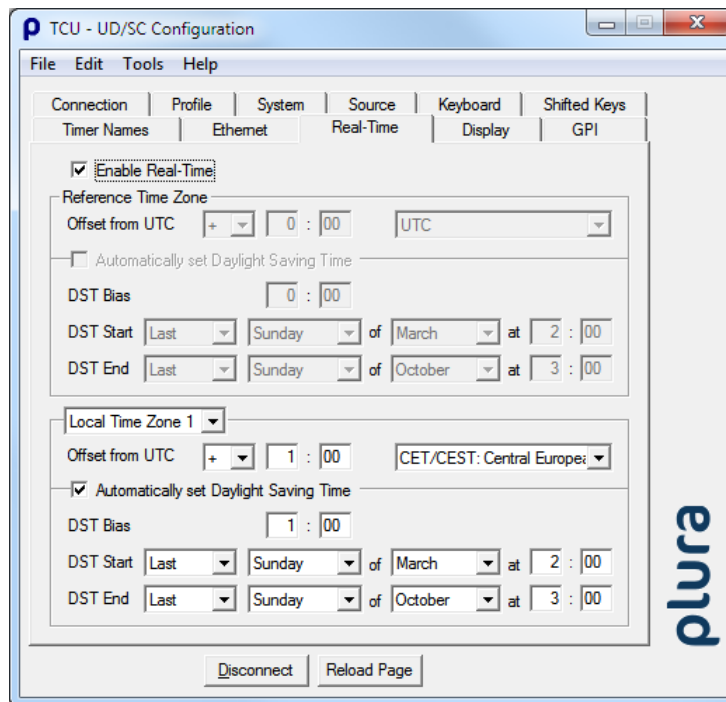 TCU - UD/SC Configuration
File Edit Tools Help
Connection Profile System Source Keyboard Shifted Keys
Timer Names Ethernet Real-Time Display GPI
Enable Real-Time
Reference Time Zone
Offset from UTC + 0 : 00 UTC
Automatically set Daylight Saving Time
DST Bias 0 : 00
DST Start Last Sunday of March at 2 : 00
DST End Last Sunday of October at 3 : 00
Local Time Zone 1
Offset from UTC + 1 : 00 CET/CEST: Central Europea
Automatically set Daylight Saving Time
DST Bias 1 : 00
DST Start Last Sunday of March at 2 : 00
DST End Last Sunday of October at 3 : 00
plura
Disconnect Reload Page